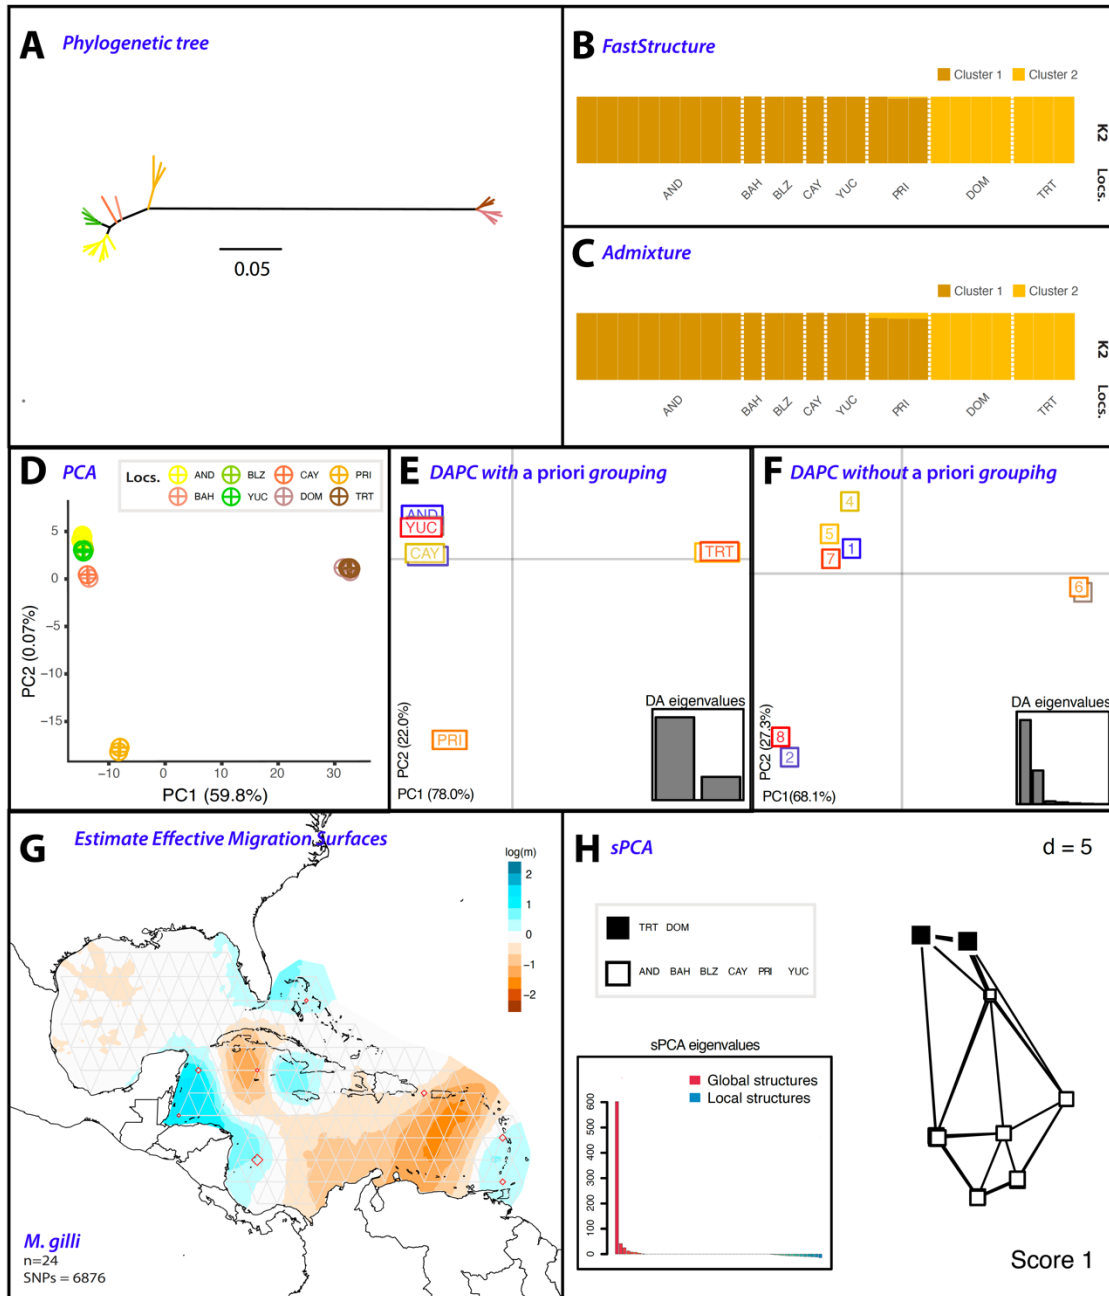 A Phylogenetic tree
0.05
B FastStructure
Cluster 1 Cluster 2
K2
Locs.
AND BAH BLZ CAY YUC PRI DOM TRT
C Admixture
Cluster 1 Cluster 2
K2
Locs.
AND BAH BLZ CAY YUC PRI DOM TRT
D PCA
Locs. AND BLZ CAY PRI
BAH YUC DOM TRT
5
0
−5
−10
−15
PC2 (0.07%)
−10 0 10 20 30
PC1 (59.8%)
E DAPC with a priori grouping
AND
YUC
CAY
TRT
PRI
PC2 (22.0%)
PC1 (78.0%)
DA eigenvalues
F DAPC without a priori groupihg
4
5
1
7
6
8
2
PC2 (27.3%)
PC1(68.1%)
DA eigenvalues
G Estimate Effective Migration Surfaces
log(m)
2
1
0
−1
−2
M. gilli
n=24
SNPs = 6876
H sPCA
d = 5
TRT DOM
AND BAH BLZ CAY PRI YUC
sPCA eigenvalues
Global structures
Local structures
600
500
400
300
200
100
0
Score 1